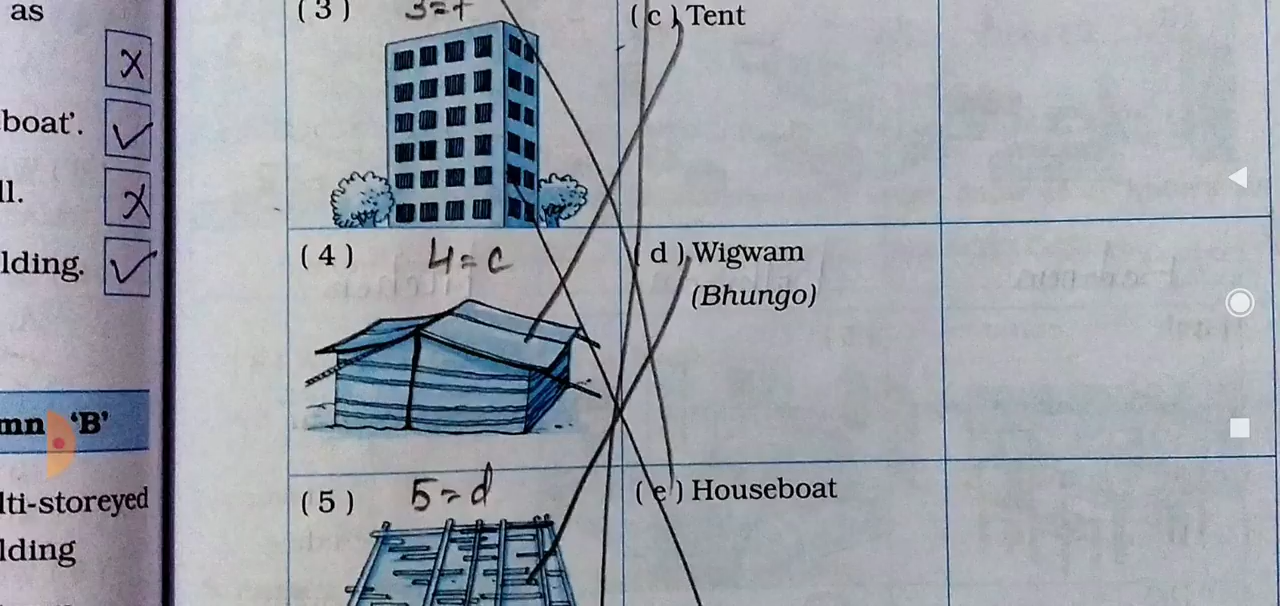 as
boat'.
ll.
lding.
mn 'B'
lti-storeyed
lding
(3)
(c) Tent
(4) 4=c
(d) Wigwam
(Bhungo)
(5) 5=d
(e) Houseboat